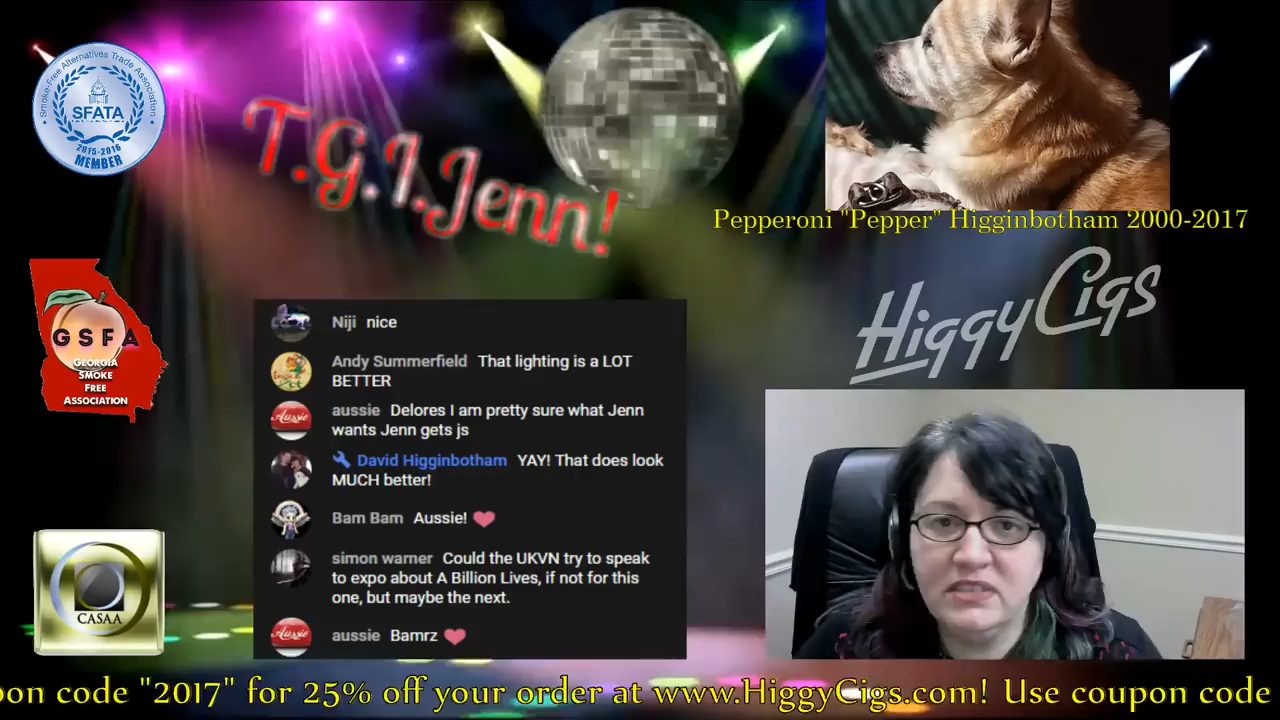 Smoke-Free Alternatives Trade Association
SFATA
2015-2016
MEMBER
T.G.I.Jenn!
Pepperoni "Pepper" Higginbotham 2000-2017
HiggyCigs
GSFA
GEORGIA
SMOKE
FREE
ASSOCIATION
Niji nice
Andy Summerfield That lighting is a LOT
BETTER
aussie Delores I am pretty sure what Jenn
wants Jenn gets js
David Higginbotham YAY! That does look
MUCH better!
Bam Bam Aussie!
simon warner Could the UKVN try to speak
to expo about A Billion Lives, if not for this
one, but maybe the next.
aussie Bamrz
Aussie
Aussie
CASAA
pon code "2017" for 25% off your order at www.HiggyCigs.com! Use coupon code